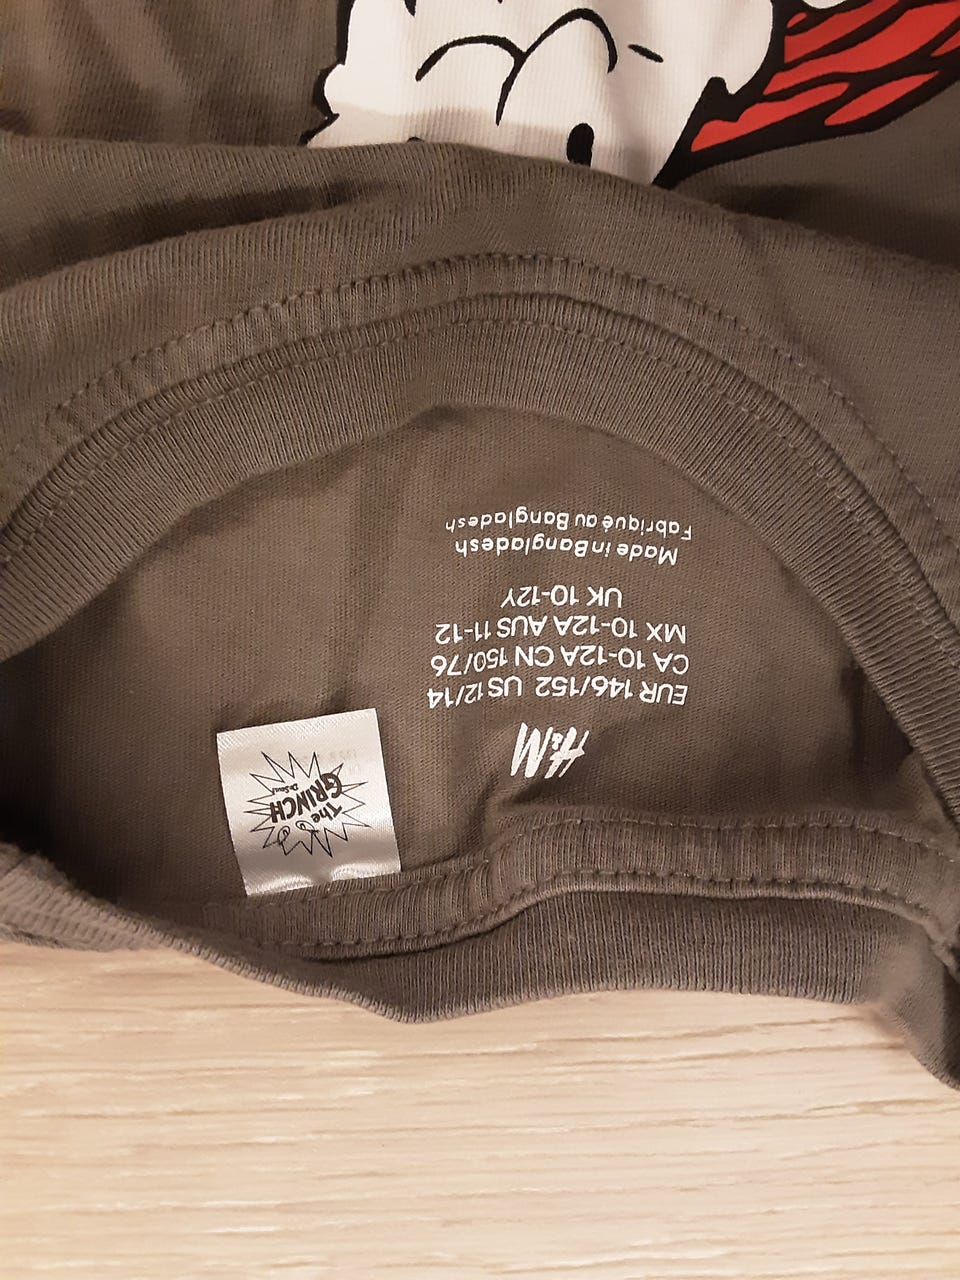 H&M
EUR 146/152 US 12/14
CA 10-12A CN 150/76
MX 10-12A AUS 11-12
UK 10-12Y
Made in Bangladesh
Fabriqué au Bangladesh
The
GRINCH
Dr. Seuss